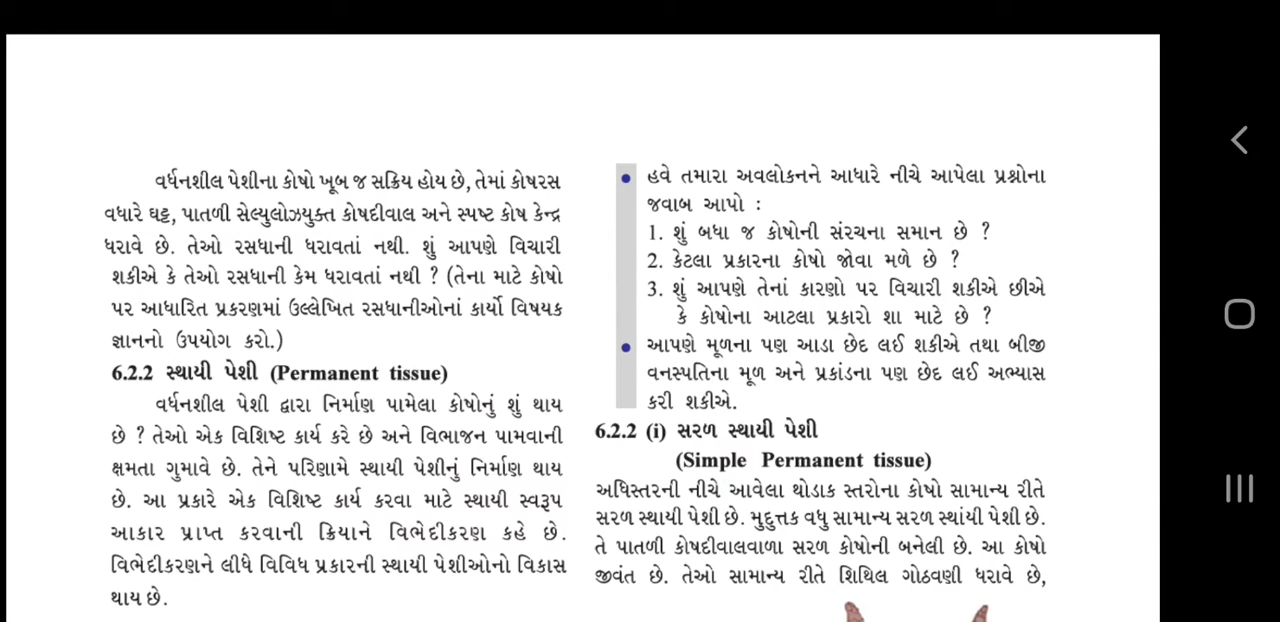 વર્ધનશીલ પેશીના કોષો ખૂબ જ સક્રિય હોય છે, તેમાં કોષરસ
વધારે ઘટ્ટ, પાતળી સેલ્યુલોઝયુક્ત કોષદીવાલ અને સ્પષ્ટ કોષ કેન્દ્ર
ધરાવે છે. તેઓ રસધાની ધરાવતાં નથી. શું આપણે વિચારી
શકીએ કે તેઓ રસધાની કેમ ધરાવતાં નથી ? (તેના માટે કોષો
પર આધારિત પ્રકરણમાં ઉલ્લેખિત રસધાનીઓનાં કાર્યો વિષયક
જ્ઞાનનો ઉપયોગ કરો.)
6.2.2 સ્થાયી પેશી (Permanent tissue)
વર્ધનશીલ પેશી દ્વારા નિર્માણ પામેલા કોષોનું શું થાય
છે ? તેઓ એક વિશિષ્ટ કાર્ય કરે છે અને વિભાજન પામવાની
ક્ષમતા ગુમાવે છે. તેને પરિણામે સ્થાયી પેશીનું નિર્માણ થાય
છે. આ પ્રકારે એક વિશિષ્ટ કાર્ય કરવા માટે સ્થાયી સ્વરૂપ
આકાર પ્રાપ્ત કરવાની ક્રિયાને વિભેદીકરણ કહે છે.
વિભેદીકરણને લીધે વિવિધ પ્રકારની સ્થાયી પેશીઓનો વિકાસ
થાય છે.
• હવે તમારા અવલોકનને આધારે નીચે આપેલા પ્રશ્નોના
જવાબ આપો :
1. શું બધા જ કોષોની સંરચના સમાન છે ?
2. કેટલા પ્રકારના કોષો જોવા મળે છે ?
3. શું આપણે તેનાં કારણો પર વિચારી શકીએ છીએ
કે કોષોના આટલા પ્રકારો શા માટે છે ?
• આપણે મૂળના પણ આડા છેદ લઈ શકીએ તથા બીજી
વનસ્પતિના મૂળ અને પ્રકાંડના પણ છેદ લઈ અભ્યાસ
કરી શકીએ.
6.2.2 (i) સરળ સ્થાયી પેશી
(Simple Permanent tissue)
અધિસ્તરની નીચે આવેલા થોડાક સ્તરોના કોષો સામાન્ય રીતે
સરળ સ્થાયી પેશી છે. મુદુત્તક વધુ સામાન્ય સરળ સ્થાંયી પેશી છે.
તે પાતળી કોષદીવાલવાળા સરળ કોષોની બનેલી છે. આ કોષો
જીવંત છે. તેઓ સામાન્ય રીતે શિથિલ ગોઠવણી ધરાવે છે,